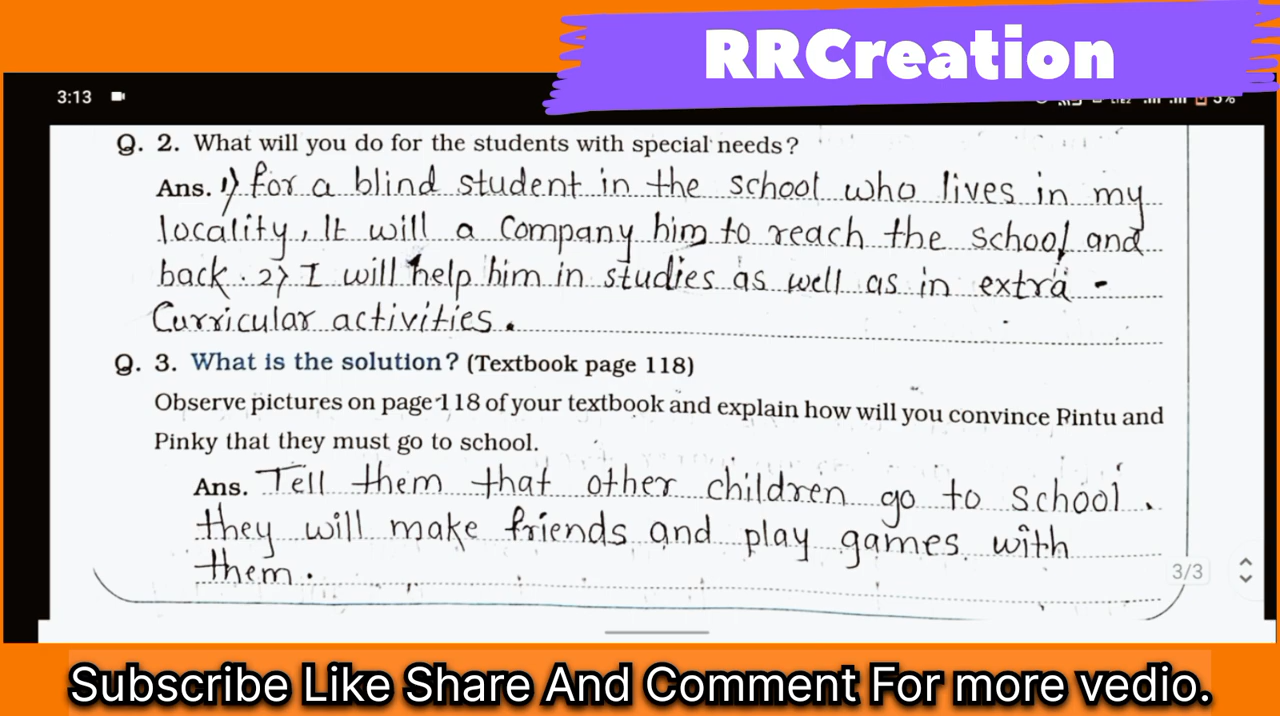 RRCreation
3:13
LTE2 5%
Q. 2. What will you do for the students with special needs?
Ans. 1) for a blind student in the school who lives in my
locality, It will a company him to reach the school and
back. 2) I will help him in studies as well as in extra -
Curricular activities.
Q. 3. What is the solution? (Textbook page 118)
Observe pictures on page 118 of your textbook and explain how will you convince Pintu and
Pinky that they must go to school.
Ans. Tell them that other children go to school.
they will make friends and play games with
them.
3/3
Subscribe Like Share And Comment For more vedio.